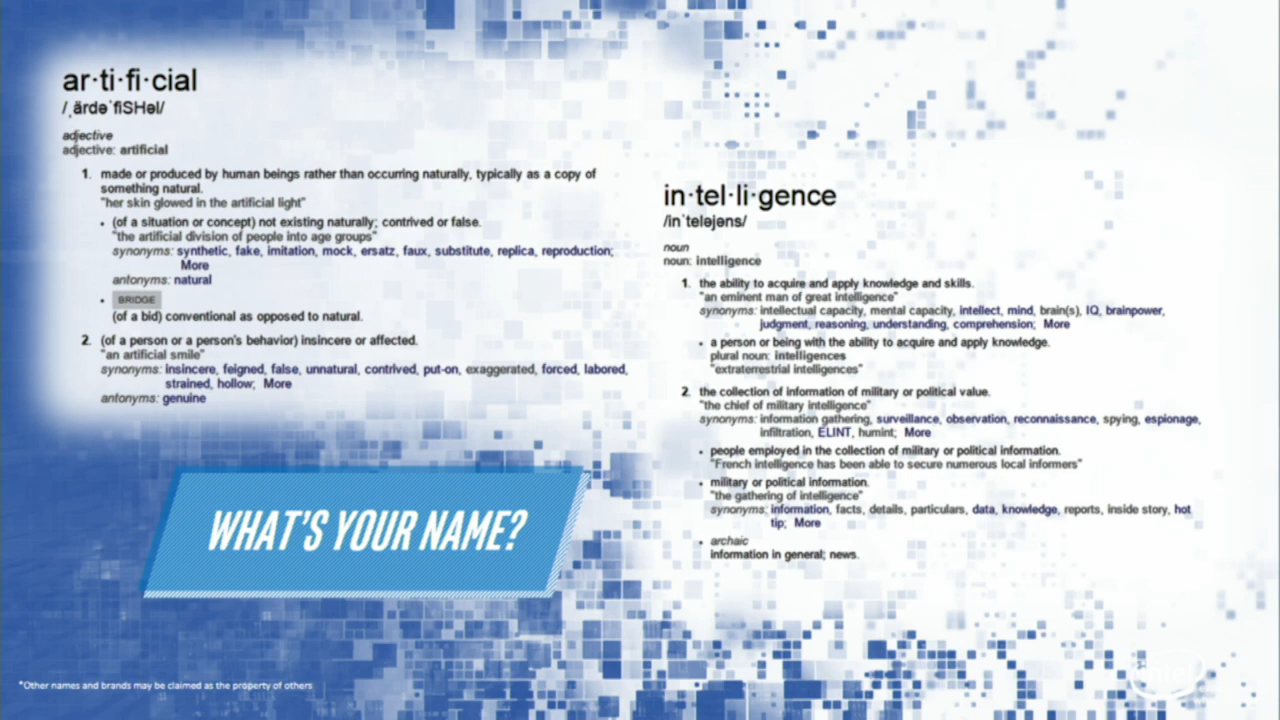 ar·ti·fi·cial
/ˌärdəˈfiSHəl/
adjective
adjective: artificial
1. made or produced by human beings rather than occurring naturally, typically as a copy of
something natural.
"her skin glowed in the artificial light"
• (of a situation or concept) not existing naturally; contrived or false.
"the artificial division of people into age groups"
synonyms: synthetic, fake, imitation, mock, ersatz, faux, substitute, replica, reproduction;
More
antonyms: natural
• BRIDGE
(of a bid) conventional as opposed to natural.
2. (of a person or a person's behavior) insincere or affected.
"an artificial smile"
synonyms: insincere, feigned, false, unnatural, contrived, put-on, exaggerated, forced, labored,
strained, hollow; More
antonyms: genuine
in·tel·li·gence
/inˈteləjəns/
noun
noun: intelligence
1. the ability to acquire and apply knowledge and skills.
"an eminent man of great intelligence"
synonyms: intellectual capacity, mental capacity, intellect, mind, brain(s), IQ, brainpower,
judgment, reasoning, understanding, comprehension; More
• a person or being with the ability to acquire and apply knowledge.
plural noun: intelligences
"extraterrestrial intelligences"
2. the collection of information of military or political value.
"the chief of military intelligence"
synonyms: information gathering, surveillance, observation, reconnaissance, spying, espionage,
infiltration, ELINT, humint; More
• people employed in the collection of military or political information.
"French intelligence has been able to secure numerous local informers"
• military or political information.
"the gathering of intelligence"
synonyms: information, facts, details, particulars, data, knowledge, reports, inside story, hot
tip; More
• archaic
information in general; news.
WHAT'S YOUR NAME?
*Other names and brands may be claimed as the property of others
(intel)